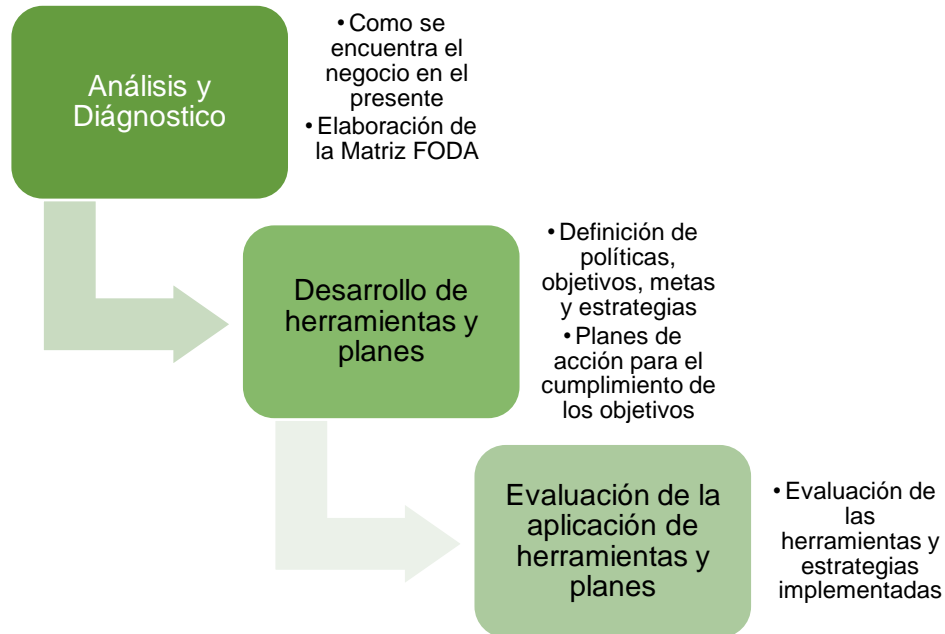 Análisis y
Diágnostico
•Como se
encuentra el
negocio en el
presente
•Elaboración de
la Matriz FODA
Desarrollo de
herramientas y
planes
•Definición de
políticas,
objetivos, metas
y estrategias
•Planes de
acción para el
cumplimiento de
los objetivos
Evaluación de la
aplicación de
herramientas y
planes
•Evaluación de
las
herramientas y
estrategias
implementadas